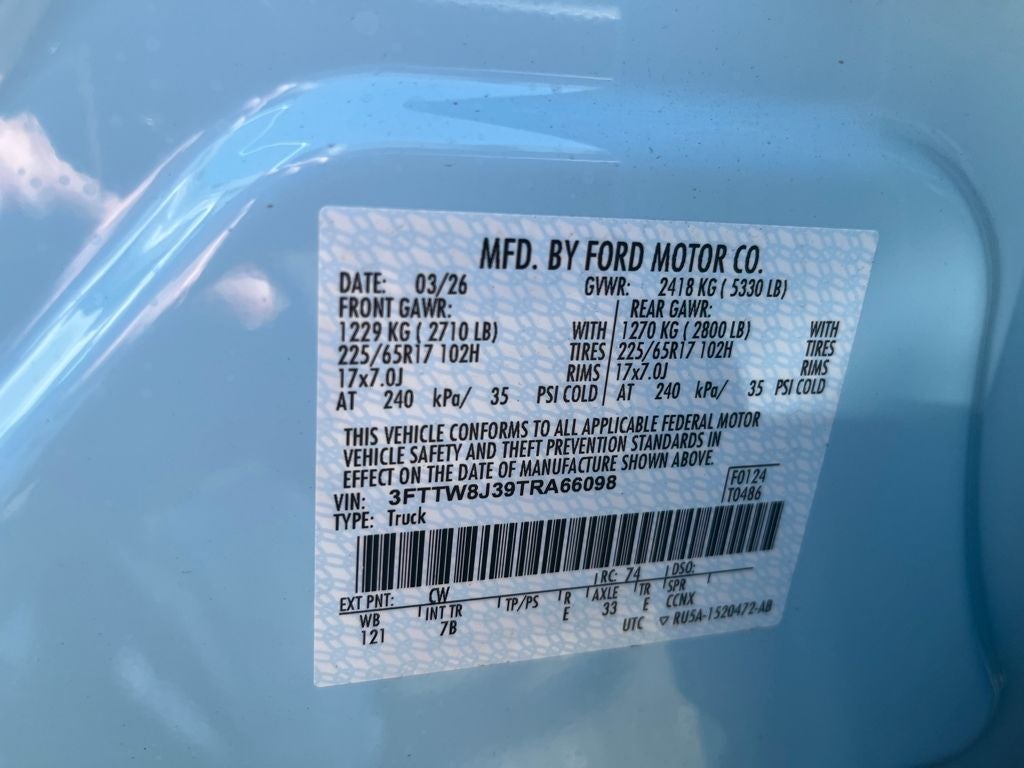 MFD. BY FORD MOTOR CO.
DATE: 03/26 GVWR: 2418 KG ( 5330 LB)
FRONT GAWR: REAR GAWR:
1229 KG ( 2710 LB) WITH 1270 KG ( 2800 LB) WITH
225/65R17 102H TIRES 225/65R17 102H TIRES
17x7.0J RIMS 17x7.0J RIMS
AT 240 kPa/ 35 PSI COLD AT 240 kPa/ 35 PSI COLD
THIS VEHICLE CONFORMS TO ALL APPLICABLE FEDERAL MOTOR
VEHICLE SAFETY AND THEFT PREVENTION STANDARDS IN
EFFECT ON THE DATE OF MANUFACTURE SHOWN ABOVE.
VIN: 3FTTW8J39TRA66098 F0124
TYPE: Truck T0486
EXT PNT: CW RC: 74 DSO:
WB INT TR TP/PS R AXLE TR SPR
121 7B E 33 E CCNX
UTC ▽ RU5A-1520472-AB